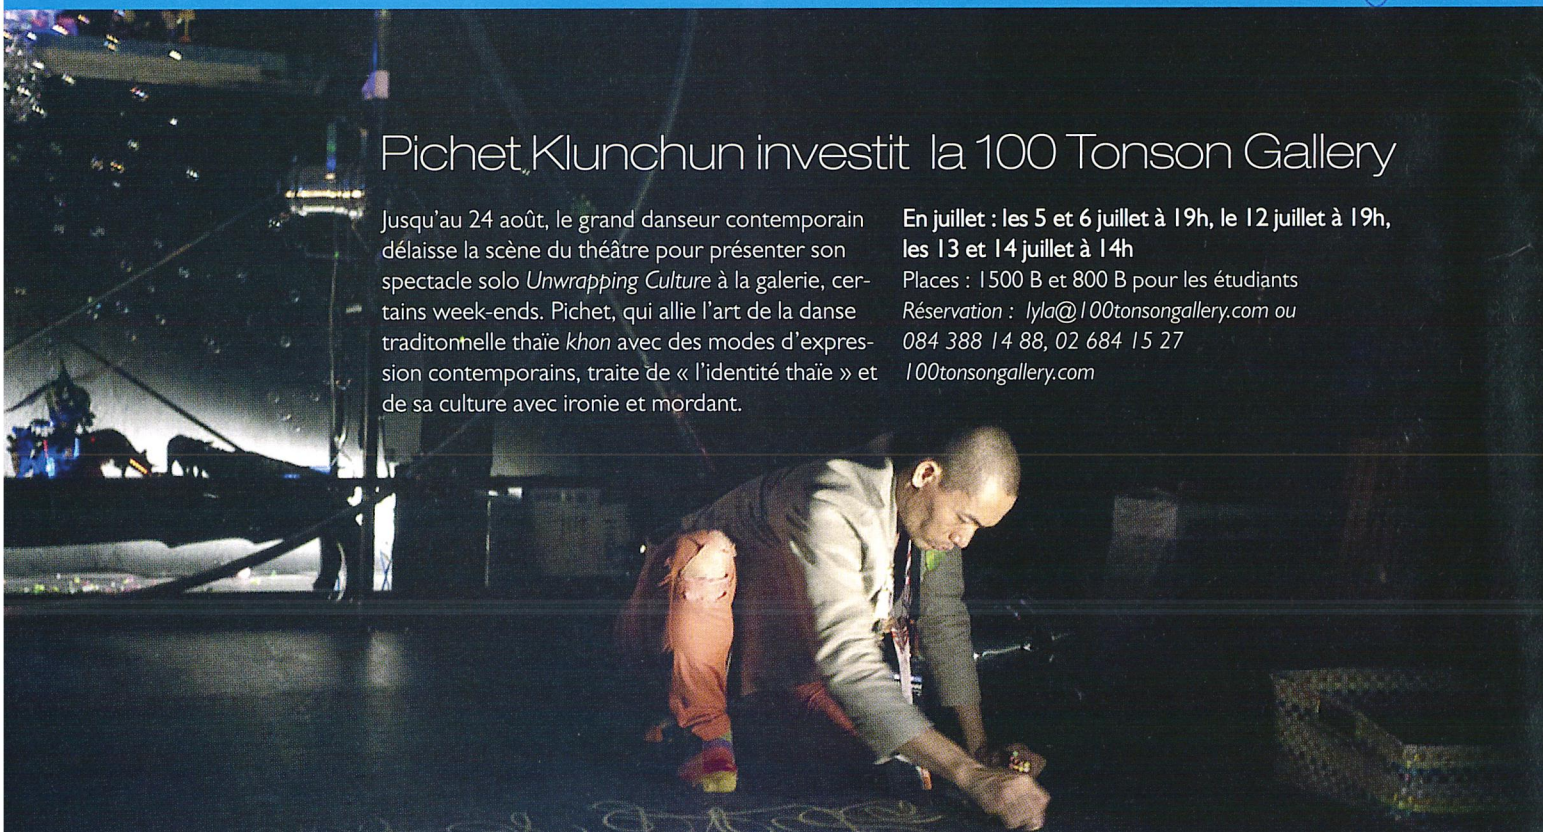 Pichet Klunchun investit la 100 Tonson Gallery
Jusqu'au 24 août, le grand danseur contemporain
délaisse la scène du théâtre pour présenter son
spectacle solo Unwrapping Culture à la galerie, cer-
tains week-ends. Pichet, qui allie l'art de la danse
traditonnelle thaïe khon avec des modes d'expres-
sion contemporains, traite de « l'identité thaïe » et
de sa culture avec ironie et mordant.
En juillet : les 5 et 6 juillet à 19h, le 12 juillet à 19h,
les 13 et 14 juillet à 14h
Places : 1500 B et 800 B pour les étudiants
Réservation : lyla@100tonsongallery.com ou
084 388 14 88, 02 684 15 27
100tonsongallery.com